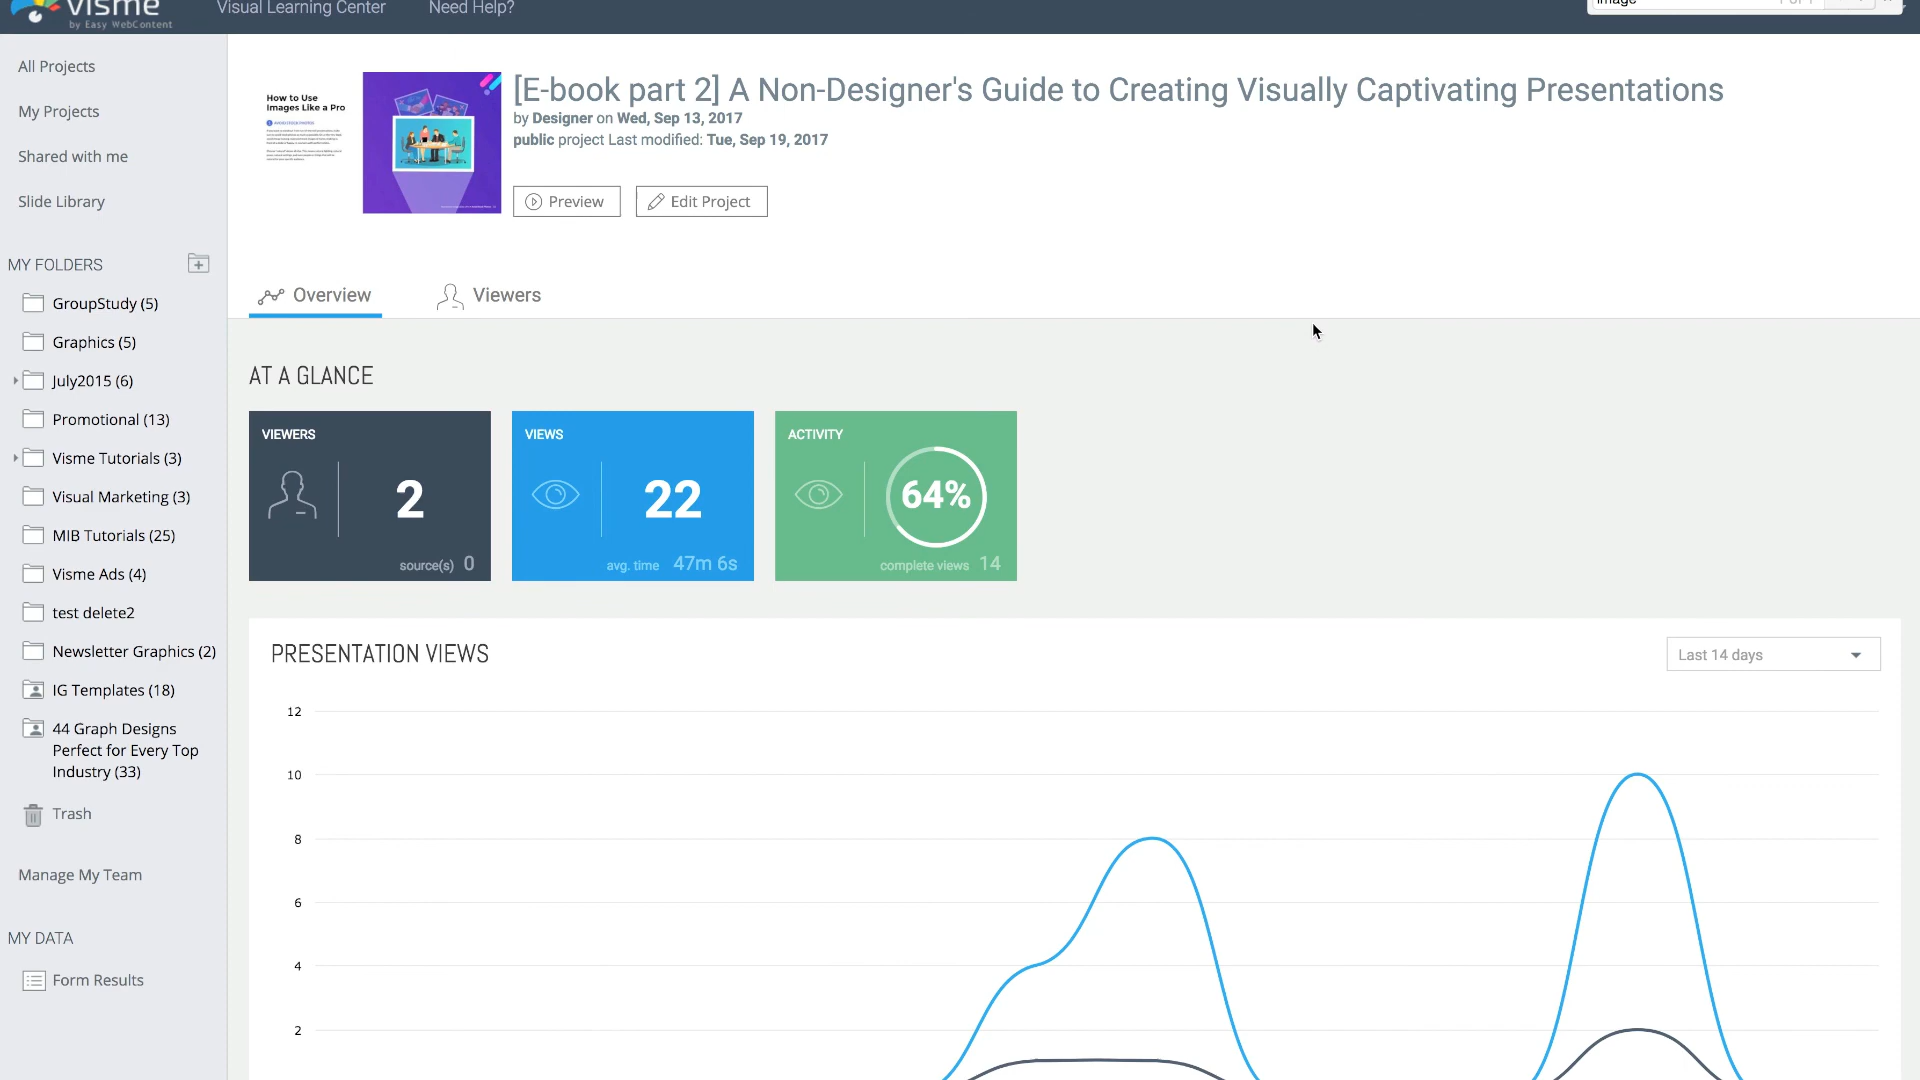 visme
by Easy WebContent
Visual Learning Center
Need Help?
All Projects
My Projects
Shared with me
Slide Library
MY FOLDERS
GroupStudy (5)
Graphics (5)
July2015 (6)
Promotional (13)
Visme Tutorials (3)
Visual Marketing (3)
MIB Tutorials (25)
Visme Ads (4)
test delete2
Newsletter Graphics (2)
IG Templates (18)
44 Graph Designs
Perfect for Every Top
Industry (33)
Trash
Manage My Team
MY DATA
Form Results
How to Use
Images Like a Pro
[E-book part 2] A Non-Designer's Guide to Creating Visually Captivating Presentations
by Designer on Wed, Sep 13, 2017
public project Last modified: Tue, Sep 19, 2017
Preview
Edit Project
Overview
Viewers
AT A GLANCE
VIEWERS
2
source(s) 0
VIEWS
22
avg. time 47m 6s
ACTIVITY
64%
complete views 14
PRESENTATION VIEWS
Last 14 days
12
10
8
6
4
2